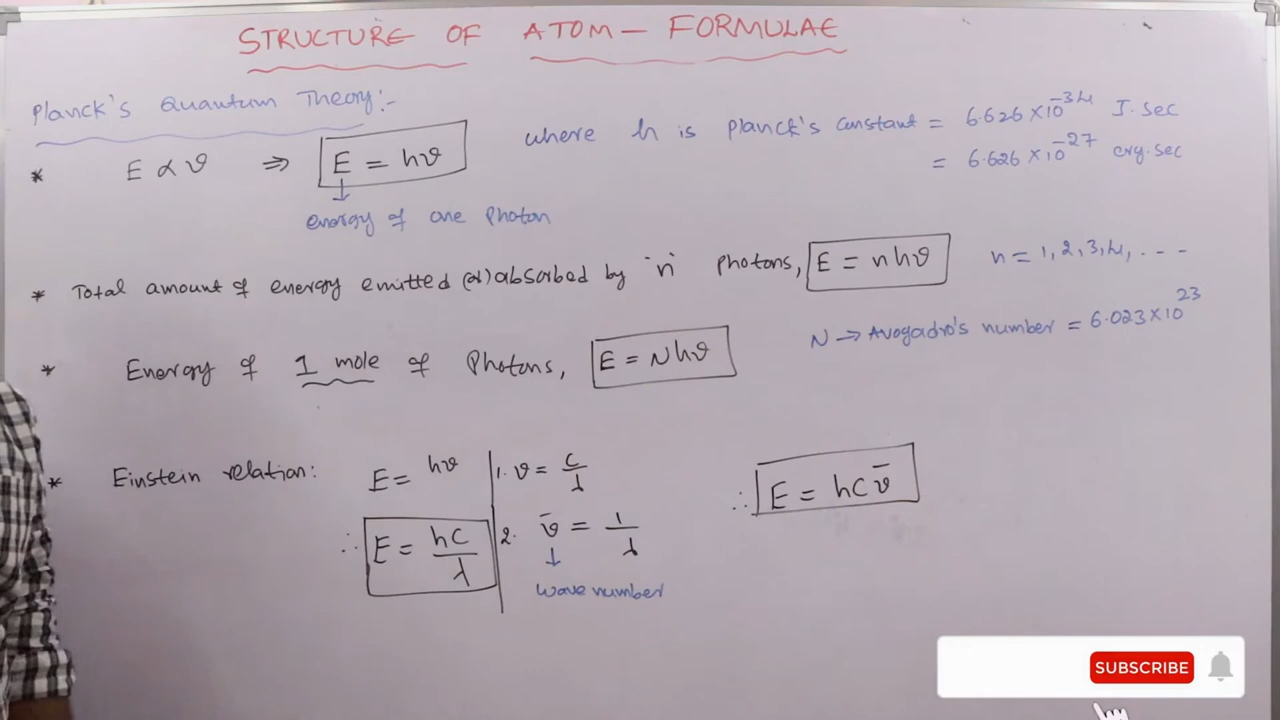 STRUCTURE OF ATOM – FORMULAE
Planck's Quantum Theory:-
where h is Planck's constant = 6.626 × 10⁻³⁴ J.sec
= 6.626 × 10⁻²⁷ erg.sec
* E ∝ ϑ ⇒ E = hϑ
energy of one Photon
* Total amount of energy emitted (or) absorbed by 'n' photons, E = nhϑ n = 1, 2, 3, 4, . - - -
N → Avogadro's number = 6.023 × 10²³
* Energy of 1 mole of Photons, E = Nhϑ
* Einstein relation: E = hϑ 1. ϑ = C/λ ∴ E = hCϑ̄
∴ E = hC/λ 2. ϑ̄ = 1/λ
wave number
SUBSCRIBE